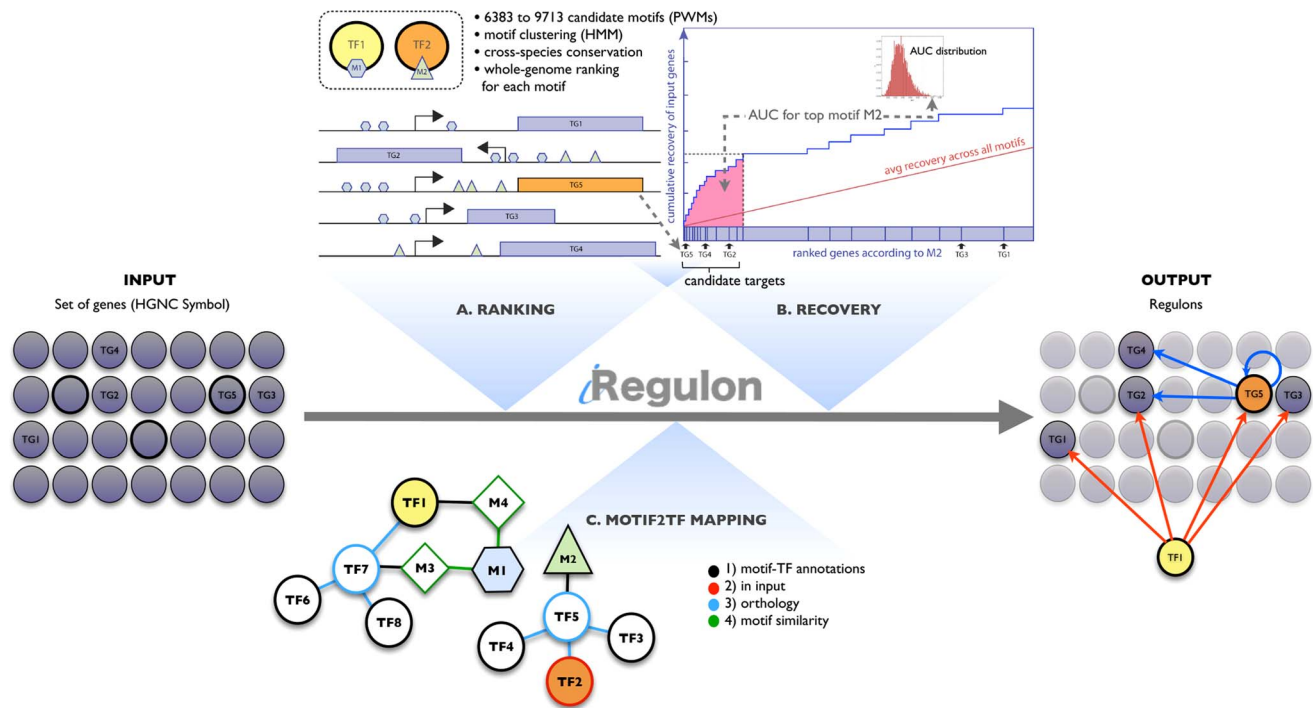 TF1
TF2
M1
M2
• 6383 to 9713 candidate motifs (PWMs)
• motif clustering (HMM)
• cross-species conservation
• whole-genome ranking
for each motif
TG1
TG2
TG5
TG3
TG4
cumulative recovery of input genes
AUC distribution
AUC for top motif M2
avg recovery across all motifs
ranked genes according to M2
TG5
TG4
TG2
TG3
TG1
candidate targets
INPUT
Set of genes (HGNC Symbol)
TG4
TG2
TG5
TG3
TG1
A. RANKING
B. RECOVERY
iRegulon
OUTPUT
Regulons
TG4
TG2
TG5
TG3
TG1
TF1
C. MOTIF2TF MAPPING
TF1
M4
TF7
M3
M1
TF6
TF8
M2
TF5
TF4
TF3
TF2
1) motif-TF annotations
2) in input
3) orthology
4) motif similarity